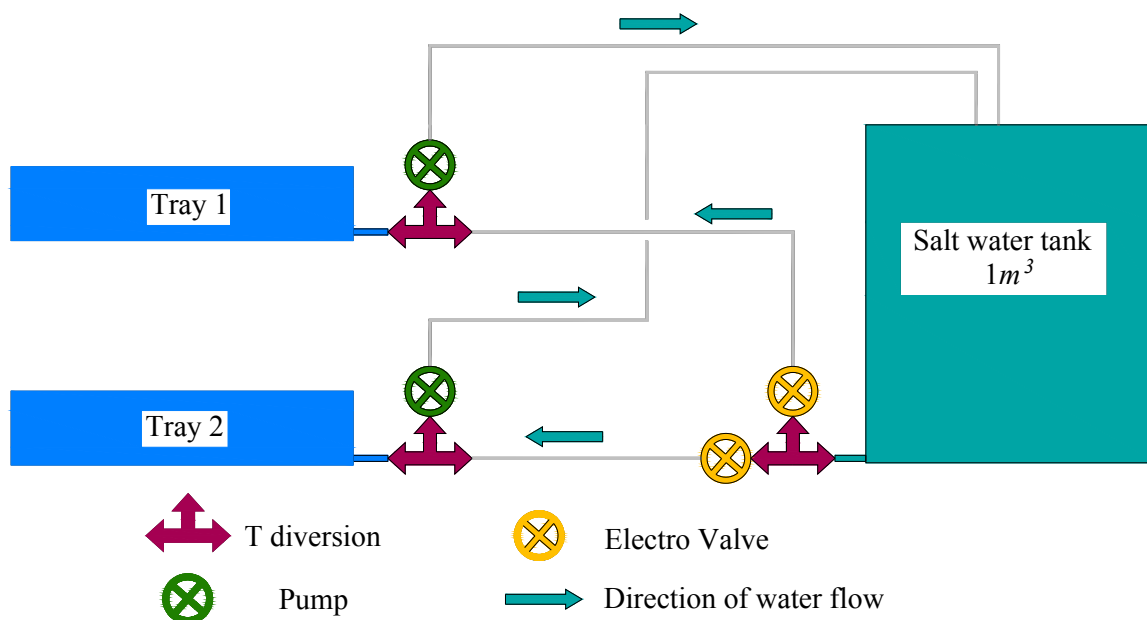 Tray 1
Salt water tank
1m³
Tray 2
T diversion
Electro Valve
Pump
Direction of water flow